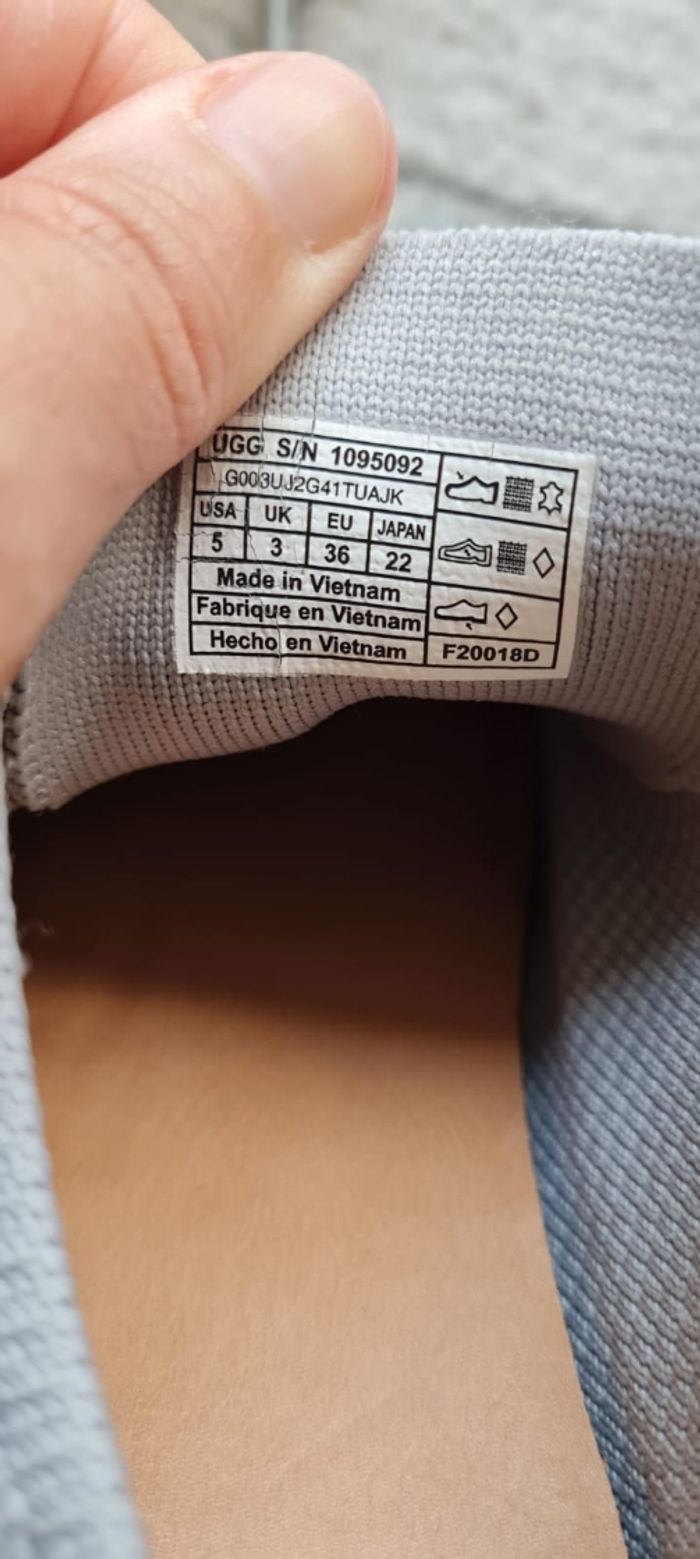 UGG S/N 1095092
G003UJ2G41TUAJK
USA UK EU JAPAN
5 3 36 22
Made in Vietnam
Fabrique en Vietnam
Hecho en Vietnam
F20018D